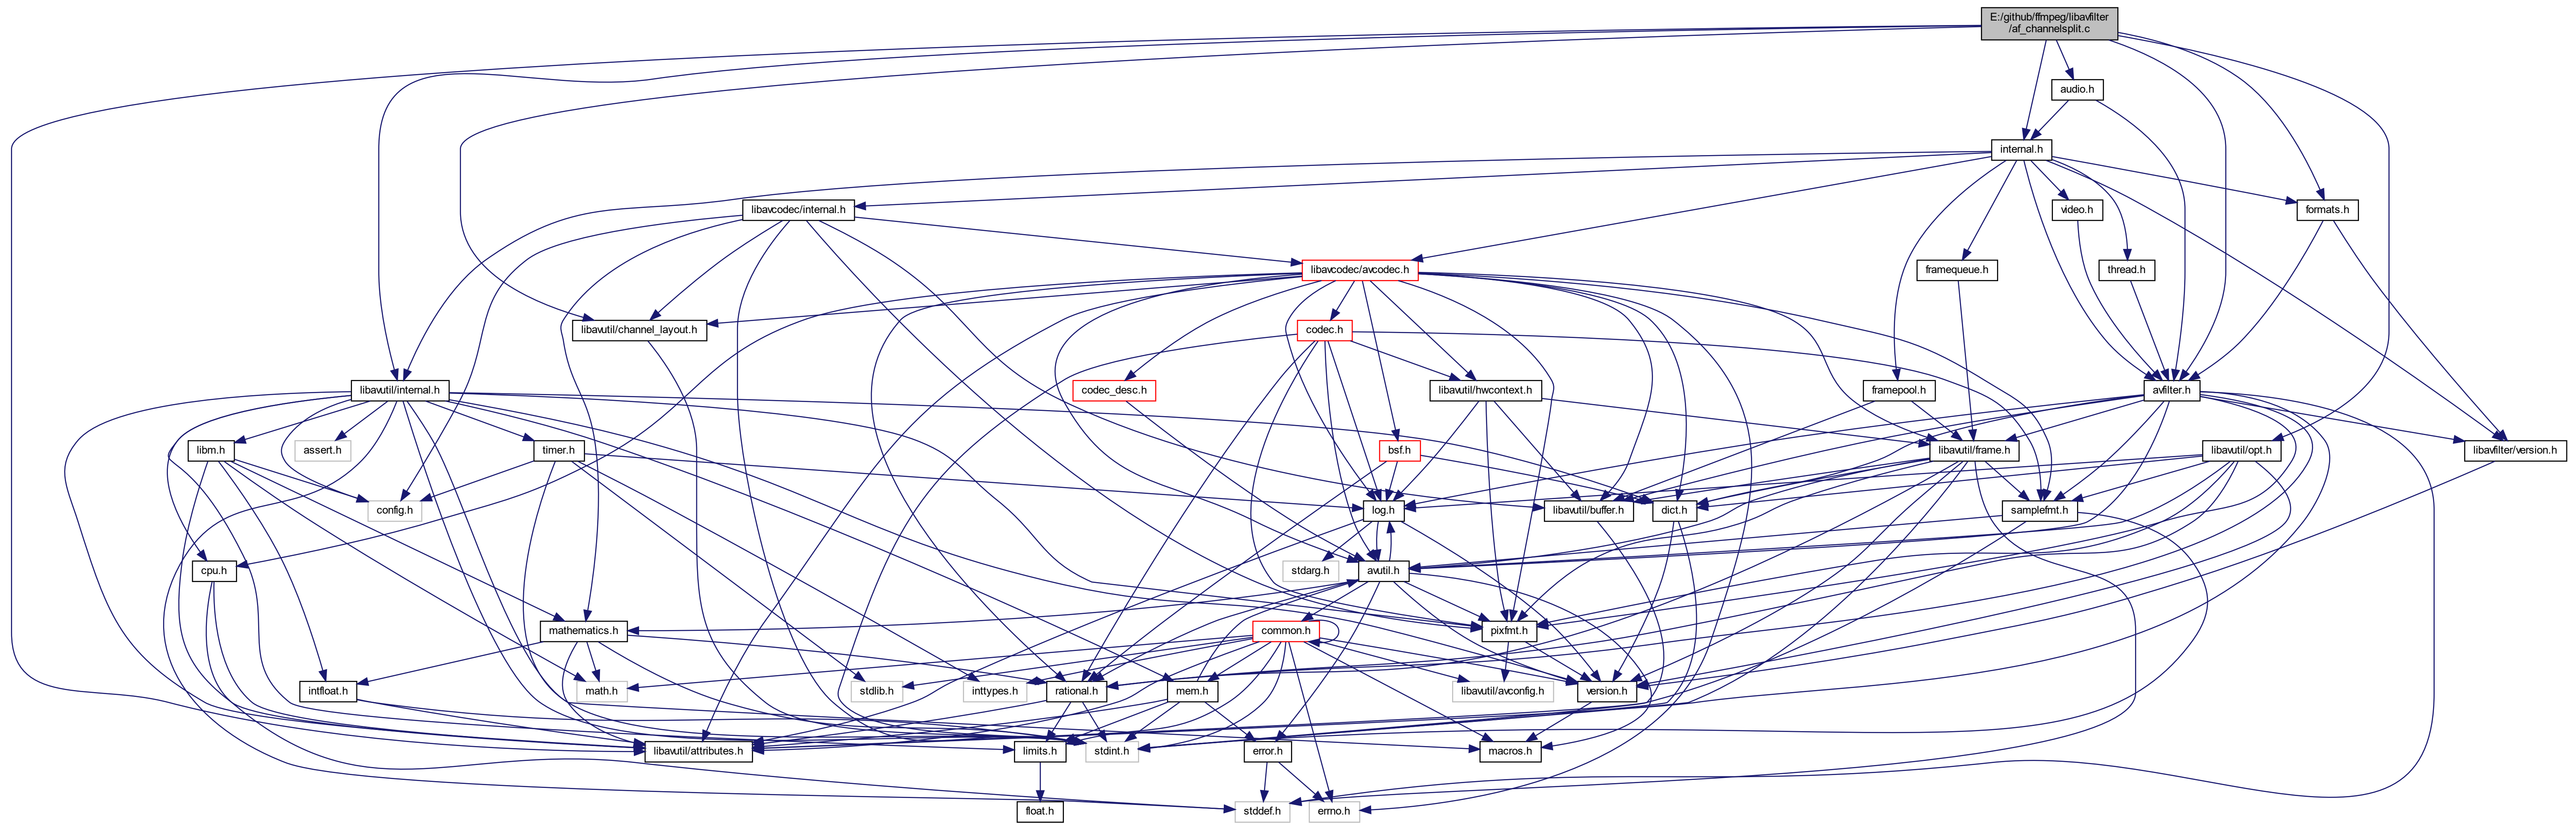 E:/github/ffmpeg/libavfilter
/af_channelsplit.c
audio.h
internal.h
libavcodec/internal.h
video.h
formats.h
libavcodec/avcodec.h
framequeue.h
thread.h
libavutil/channel_layout.h
codec.h
libavutil/internal.h
codec_desc.h
libavutil/hwcontext.h
framepool.h
avfilter.h
libm.h
assert.h
timer.h
bsf.h
libavutil/frame.h
libavutil/opt.h
libavfilter/version.h
config.h
log.h
libavutil/buffer.h
dict.h
samplefmt.h
cpu.h
stdarg.h
avutil.h
mathematics.h
common.h
pixfmt.h
intfloat.h
math.h
stdlib.h
inttypes.h
rational.h
mem.h
libavutil/avconfig.h
version.h
libavutil/attributes.h
limits.h
stdint.h
error.h
macros.h
float.h
stddef.h
errno.h